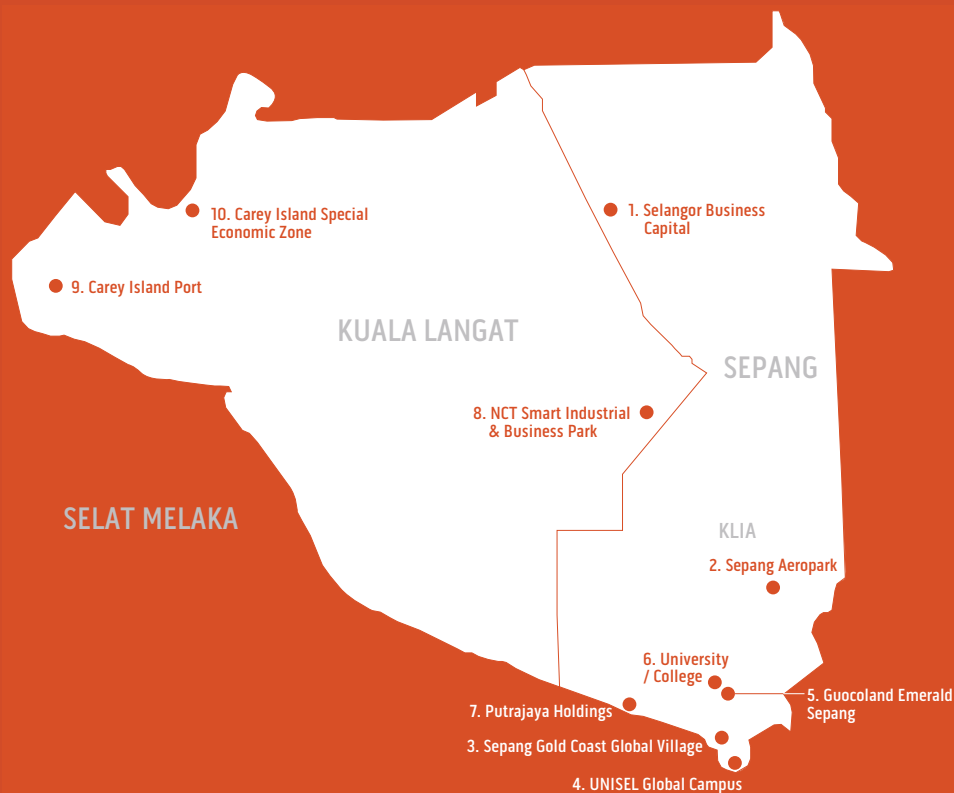 10. Carey Island Special
Economic Zone
1. Selangor Business
Capital
9. Carey Island Port
KUALA LANGAT
SEPANG
8. NCT Smart Industrial
& Business Park
SELAT MELAKA
KLIA
2. Sepang Aeropark
6. University
/ College
5. Guocoland Emerald
Sepang
7. Putrajaya Holdings
3. Sepang Gold Coast Global Village
4. UNISEL Global Campus